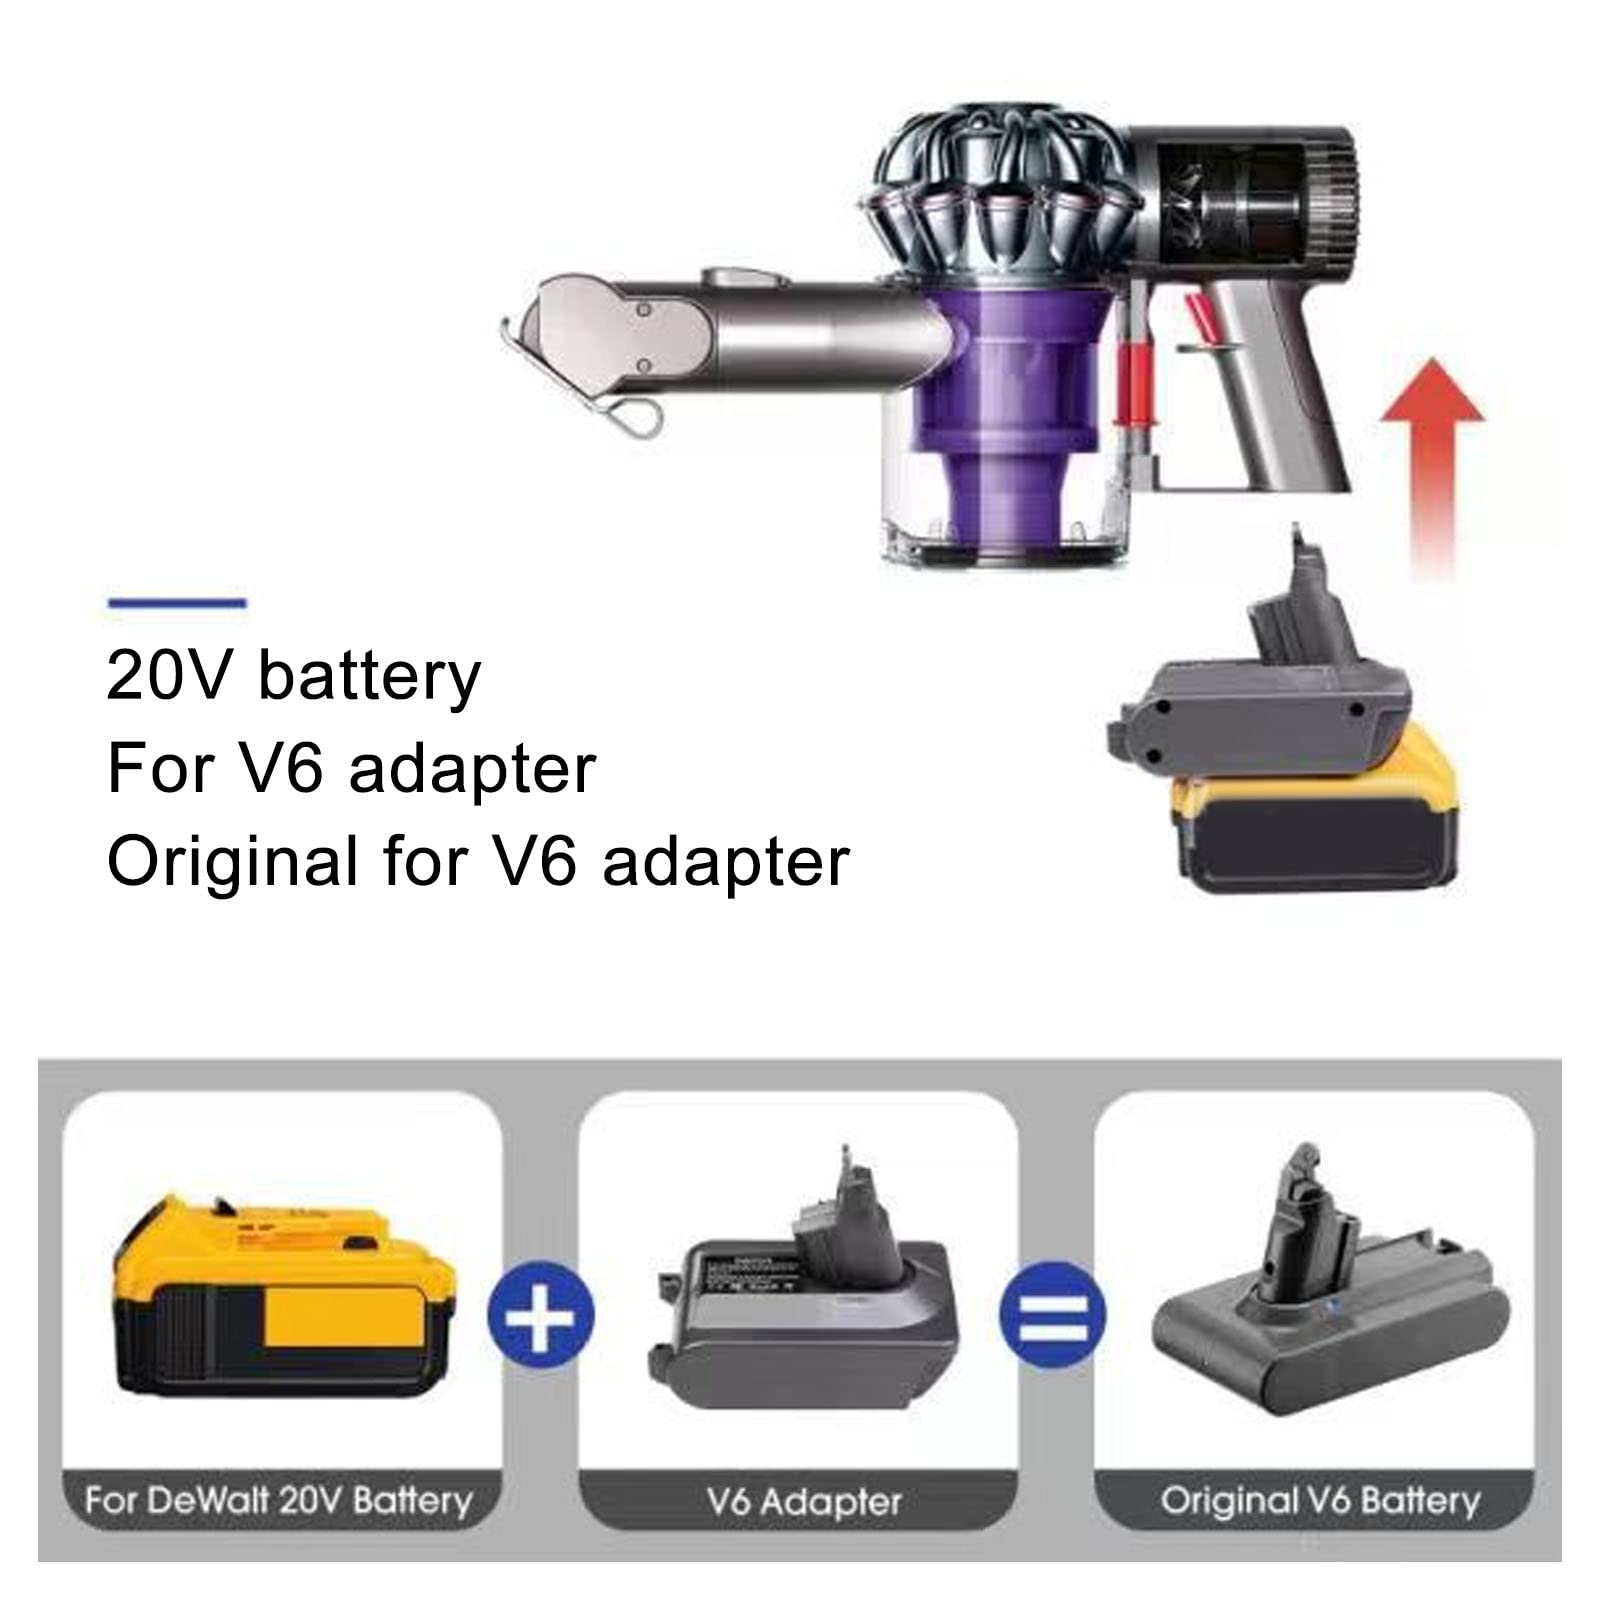 20V battery
For V6 adapter
Original for V6 adapter
For DeWalt 20V Battery
V6 Adapter
Original V6 Battery